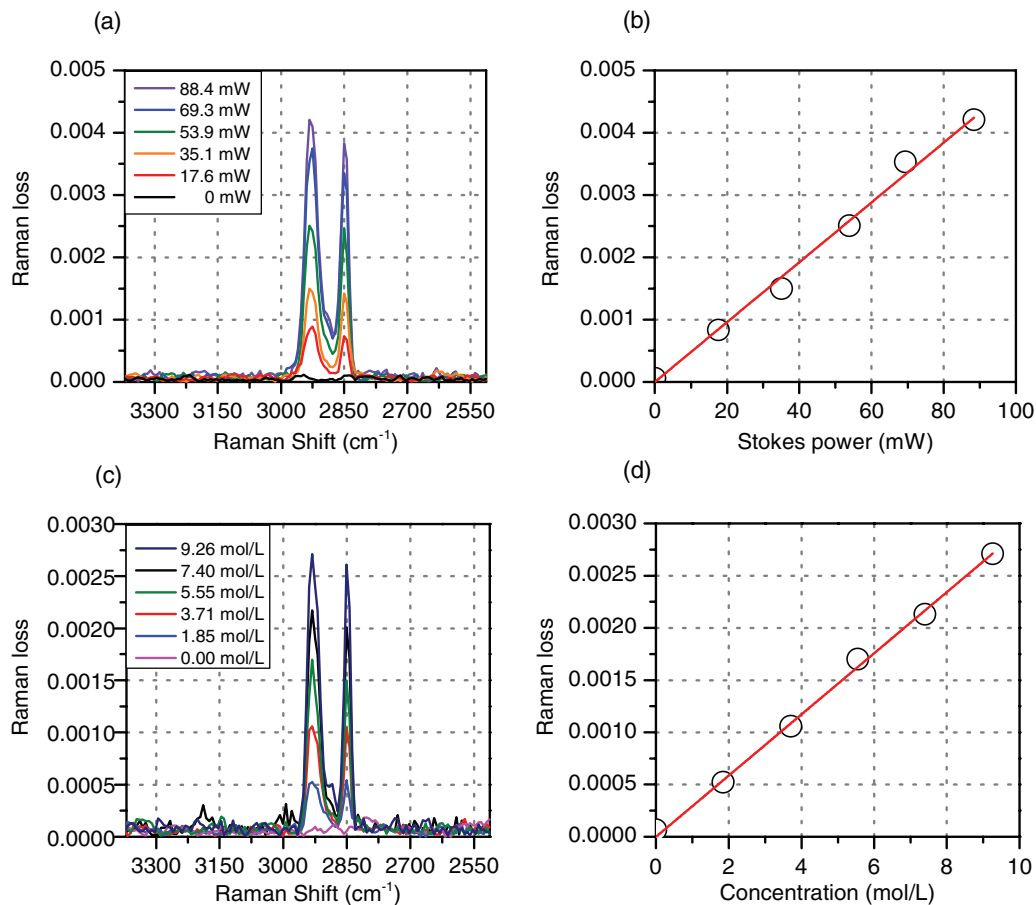 (a)
(b)
0.005
0.004
0.003
0.002
0.001
0.000
Raman loss
88.4 mW
69.3 mW
53.9 mW
35.1 mW
17.6 mW
0 mW
3300 3150 3000 2850 2700 2550
Raman Shift (cm⁻¹)
0.005
0.004
0.003
0.002
0.001
0.000
Raman loss
0 20 40 60 80 100
Stokes power (mW)
(c)
(d)
0.0030
0.0025
0.0020
0.0015
0.0010
0.0005
0.0000
Raman loss
9.26 mol/L
7.40 mol/L
5.55 mol/L
3.71 mol/L
1.85 mol/L
0.00 mol/L
3300 3150 3000 2850 2700 2550
Raman Shift (cm⁻¹)
0.0030
0.0025
0.0020
0.0015
0.0010
0.0005
0.0000
Raman loss
0 2 4 6 8 10
Concentration (mol/L)